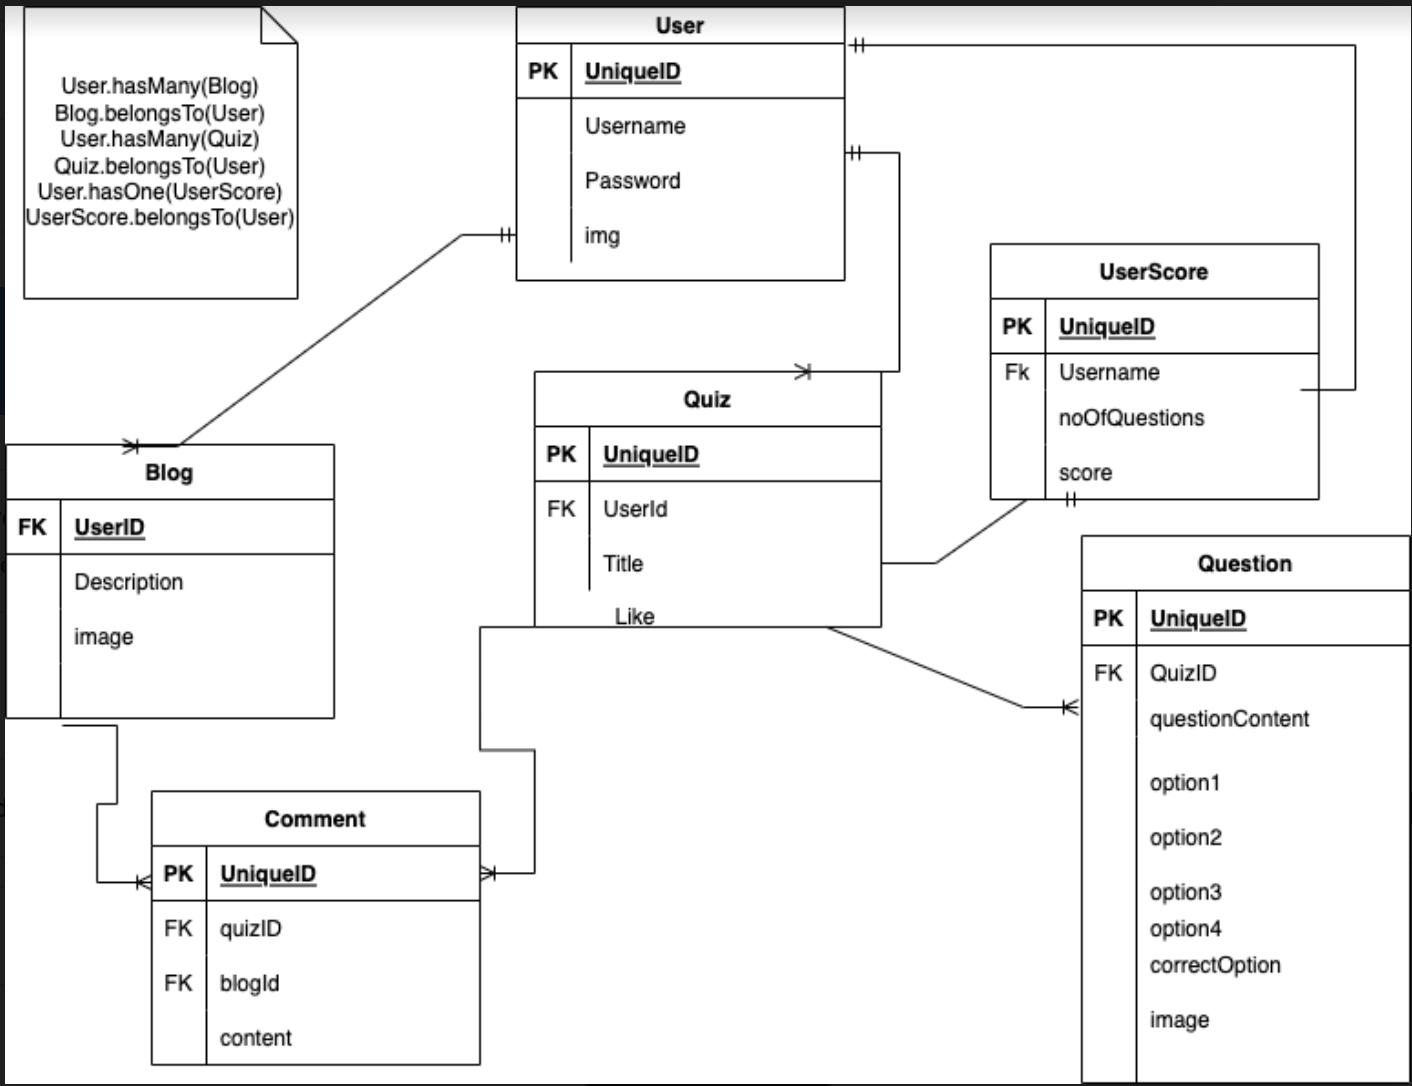 User.hasMany(Blog)
Blog.belongsTo(User)
User.hasMany(Quiz)
Quiz.belongsTo(User)
User.hasOne(UserScore)
UserScore.belongsTo(User)
User
PK UniqueID
Username
Password
img
UserScore
PK UniqueID
Fk Username
noOfQuestions
score
Quiz
PK UniqueID
FK UserId
Title
Like
Blog
FK UserID
Description
image
Question
PK UniqueID
FK QuizID
questionContent
option1
option2
option3
option4
correctOption
image
Comment
PK UniqueID
FK quizID
FK blogId
content